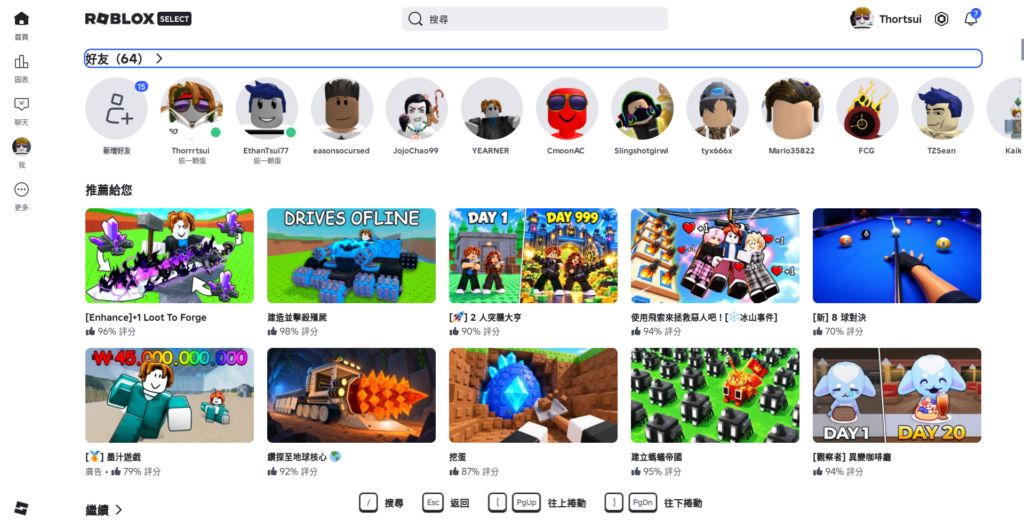 ROBLOX SELECT
搜尋
Thortsui
7
首頁
圖表
聊天
我
更多
好友（64）
15
新增好友
Thorrrtsui
偷一顆蛋
EthanTsui77
偷一顆蛋
easonsocursed
JojoChao99
YEARNER
CmoonAC
Slingshotgirwl
tyx666x
Mario35822
FCG
TZSean
Kaik
推薦給您
DRIVES OFLINE
DAY 1
DAY 999
+1
+1
+1
[Enhance]+1 Loot To Forge
96% 評分
建造並擊殺殭屍
98% 評分
[🚀] 2 人突襲大亨
90% 評分
使用飛索來拯救惡人吧！[❄️冰山事件]
94% 評分
[新] 8 球對決
70% 評分
₩45,000,000,000
DAY 1
DAY 20
[🥇] 墨汁遊戲
廣告 • 79% 評分
鑽探至地球核心 🌎
92% 評分
挖蛋
87% 評分
建立螞蟻帝國
95% 評分
[觀察者] 異變咖啡廳
94% 評分
繼續
/ 搜尋
Esc 返回
[ PgUp 往上捲動
] PgDn 往下捲動